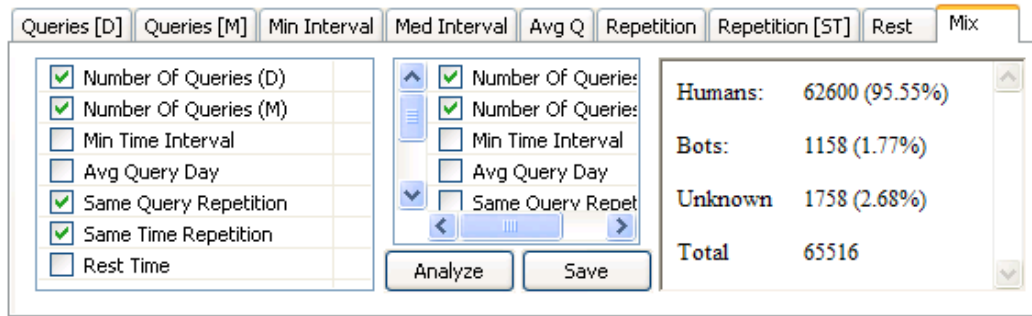 Queries [D] Queries [M] Min Interval Med Interval Avg Q Repetition Repetition [ST] Rest Mix
Number Of Queries (D)
Number Of Queries (M)
Min Time Interval
Avg Query Day
Same Query Repetition
Same Time Repetition
Rest Time
Number Of Queries
Number Of Queries
Min Time Interval
Avg Query Day
Same Query Repet
Analyze Save
Humans: 62600 (95.55%)
Bots: 1158 (1.77%)
Unknown 1758 (2.68%)
Total 65516